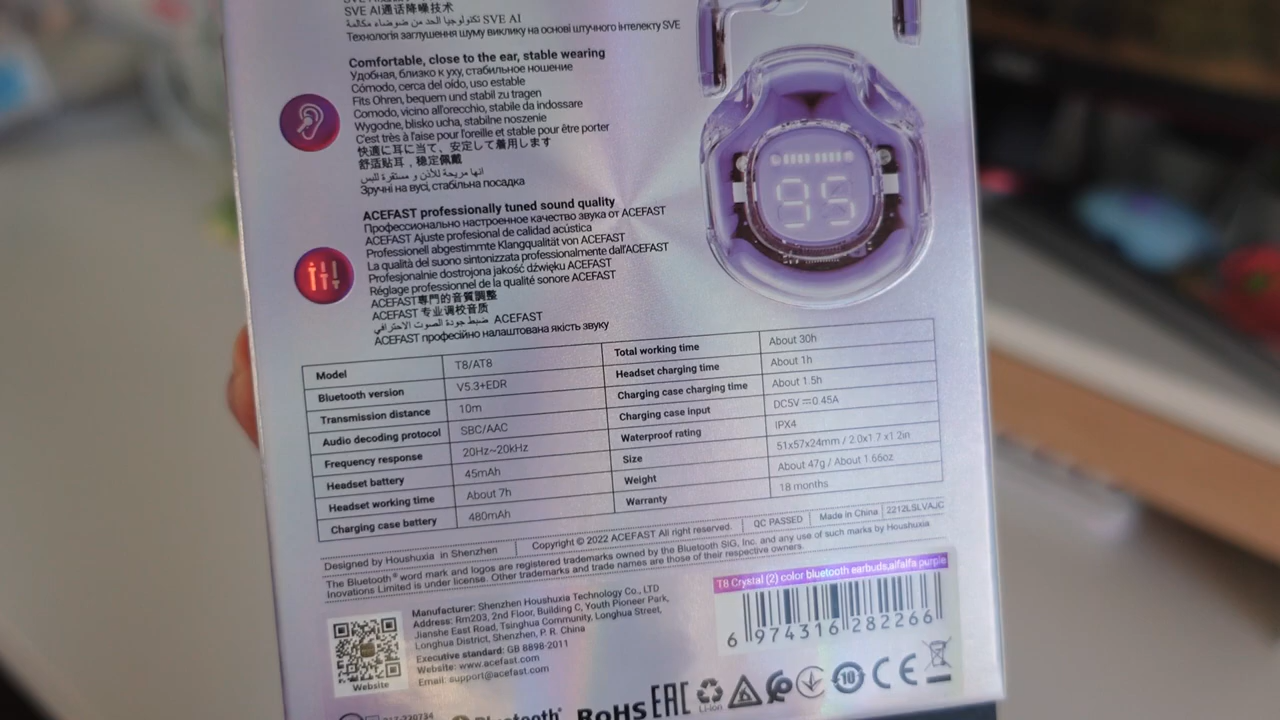 SVE AI通话降噪技术
تكنولوجيا الحد من ضوضاء مكالمة SVE AI
Технологія заглушення шуму виклику на основі штучного інтелекту SVE
Comfortable, close to the ear, stable wearing
Удобная, близко к уху, стабильное ношение
Cómodo, cerca del oído, uso estable
Fits Ohren, bequem und stabil zu tragen
Comodo, vicino all'orecchio, stabile da indossare
Wygodne, blisko ucha, stabilne noszenie
C'est très à l'aise pour l'oreille et stable pour être porter
快適に耳に当て、安定して着用します
舒适贴耳，稳定佩戴
انها مريحة للأذن و مستقرة للبس
Зручні на вусі, стабільна посадка
ACEFAST professionally tuned sound quality
Профессионально настроенное качество звука от ACEFAST
ACEFAST Ajuste profesional de calidad acústica
Professionell abgestimmte Klangqualität von ACEFAST
La qualità del suono sintonizzata professionalmente dall'ACEFAST
Profesjonalnie dostrojona jakość dźwięku ACEFAST
Réglage professionnel de la qualité sonore ACEFAST
ACEFAST專門的音質調整
ACEFAST 专业调校音质
ضبط جودة الصوت الاحترافي ACEFAST
ACEFAST професійно налаштована якість звуку
95
Model T8/AT8 Total working time About 30h
Bluetooth version V5.3+EDR Headset charging time About 1h
Transmission distance 10m Charging case charging time About 1.5h
Audio decoding protocol SBC/AAC Charging case input DC5V⎓0.45A
Frequency response 20Hz~20kHz Waterproof rating IPX4
Headset battery 45mAh Size 51x57x24mm / 2.0x1.7 x1.2in
Headset working time About 7h Weight About 47g / About 1.66oz
Charging case battery 480mAh Warranty 18 months
Designed by Houshuxia in Shenzhen Copyright © 2022 ACEFAST All right reserved. QC PASSED Made in China 2212LSLVAJC
The Bluetooth® word mark and logos are registered trademarks owned by the Bluetooth SIG, Inc. and any use of such marks by Houshuxia
Inovations Limited is under license. Other trademarks and trade names are those of their respective owners.
Manufacturer: Shenzhen Houshuxia Technology Co., LTD
Address: Rm203, 2nd Floor, Building C, Youth Pioneer Park,
Jianshe East Road, Tsinghua Community, Longhua Street,
Longhua District, Shenzhen, P. R. China
Executive standard: GB 8898-2011
Website: www.acefast.com
Email: support@acefast.com
Website
T8 Crystal (2) color bluetooth earbuds,alfalfa purple
6 974316 282266
Bluetooth® RoHS EAC Li-ion 10 CE